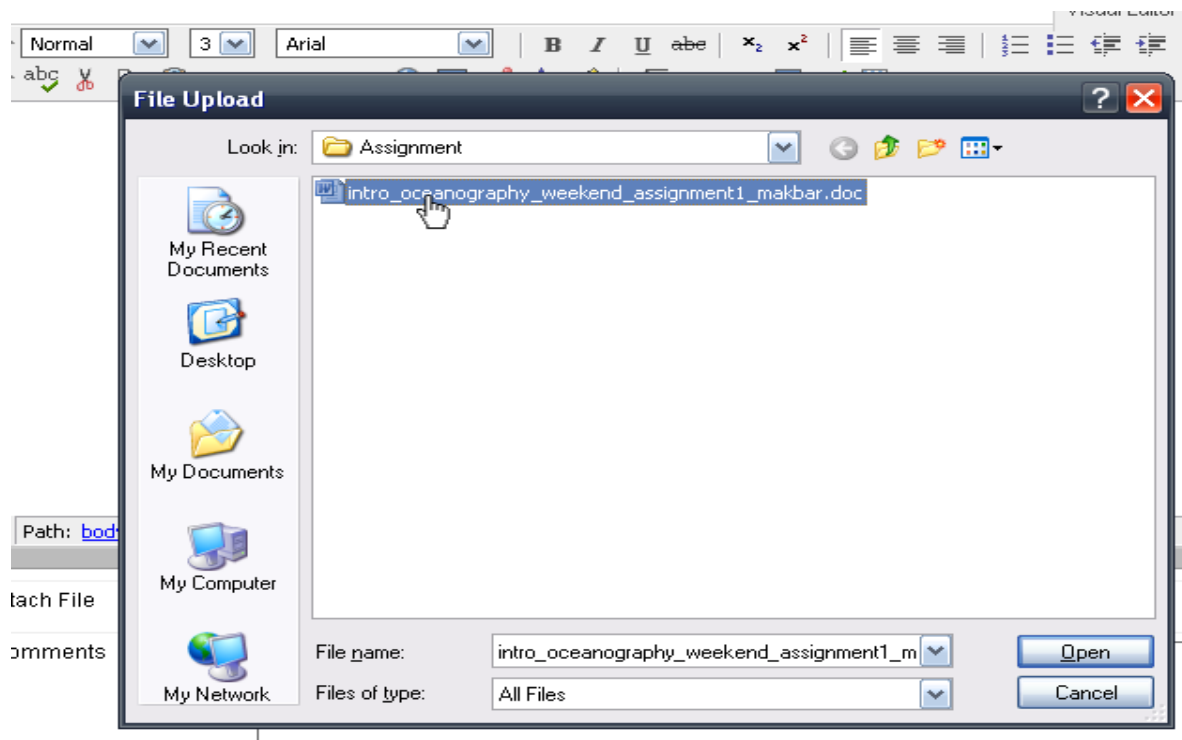 Visual Editor
Normal 3 Arial B I U abc x₂ x²
abc
File Upload ?
Look in: Assignment
intro_oceanography_weekend_assignment1_makbar.doc
My Recent
Documents
Desktop
My Documents
My Computer
My Network
Path: body
tach File
omments
File name: intro_oceanography_weekend_assignment1_m Open
Files of type: All Files Cancel